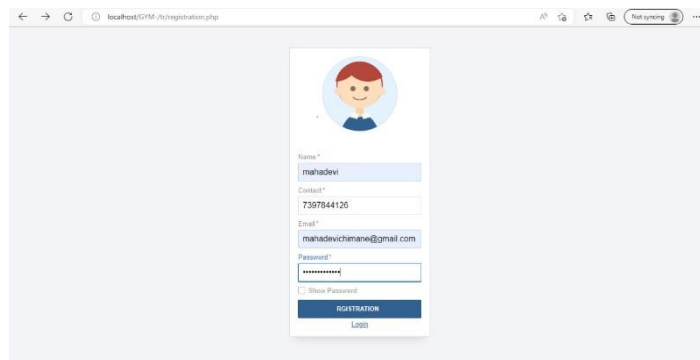 localhost/GYM-/tr/registration.php
Not syncing
Name *
mahadevi
Contact *
7397844126
Email *
mahadevichimane@gmail.com
Password *
•••••••••••••
Show Password
RGISTRATION
Login